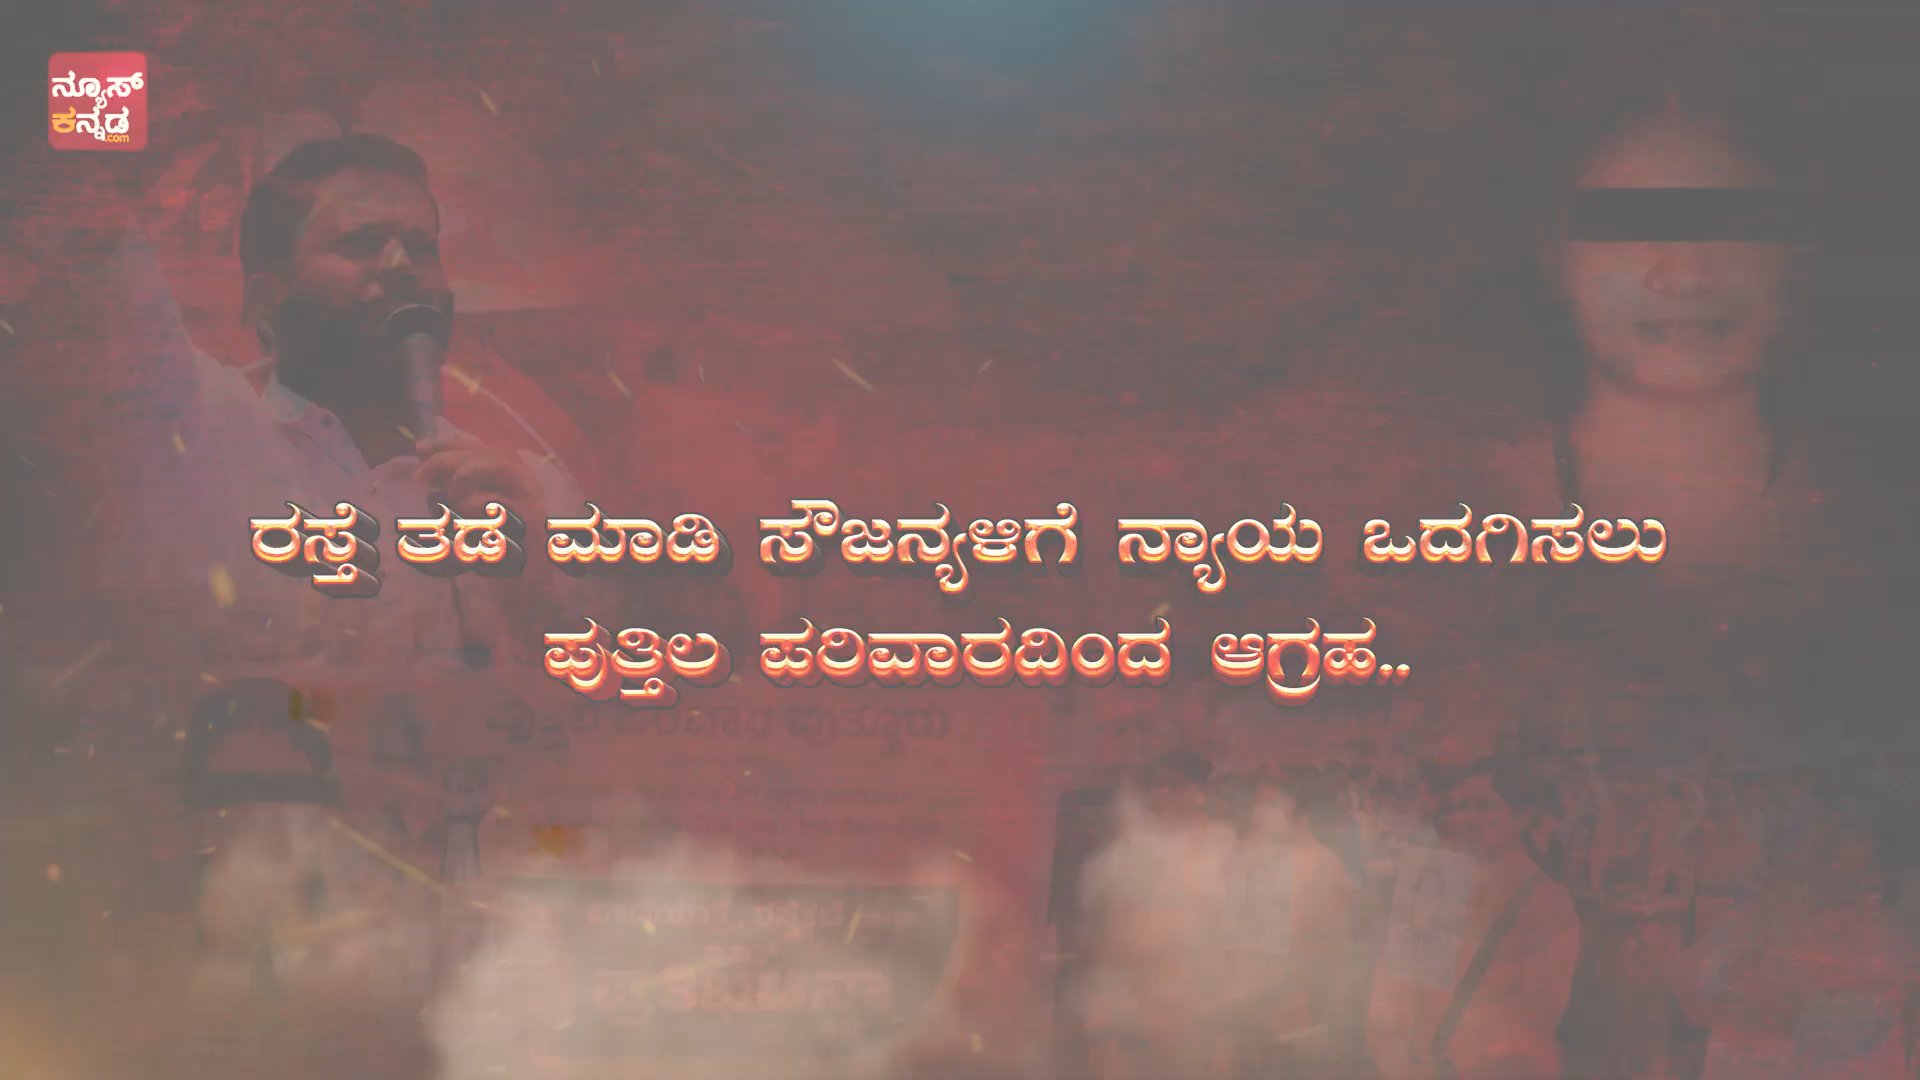 ನ್ಯೂಸ್
ಕನ್ನಡ
.com
ರಸ್ತೆ ತಡೆ ಮಾಡಿ ಸೌಜನ್ಯಳಿಗೆ ನ್ಯಾಯ ಒದಗಿಸಲು
ಪುತ್ತಿಲ ಪರಿವಾರದಿಂದ ಆಗ್ರಹ..